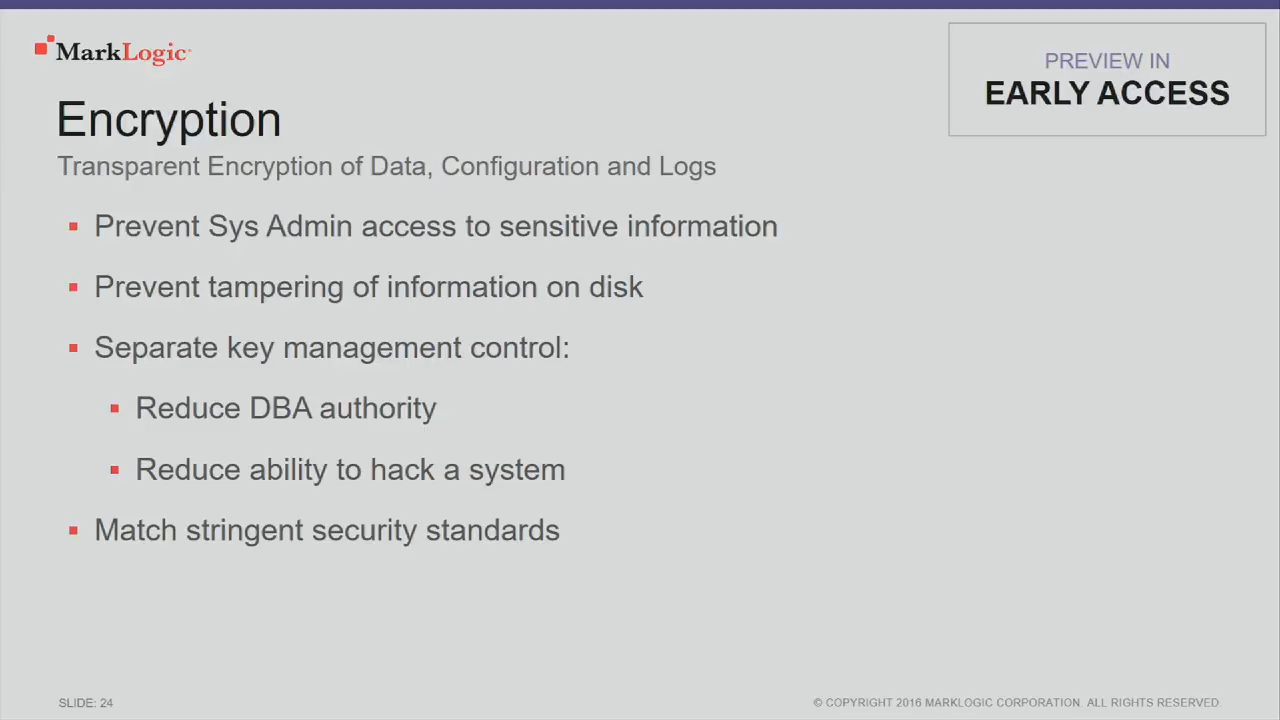 MarkLogic
PREVIEW IN
EARLY ACCESS
Encryption
Transparent Encryption of Data, Configuration and Logs
Prevent Sys Admin access to sensitive information
Prevent tampering of information on disk
Separate key management control:
Reduce DBA authority
Reduce ability to hack a system
Match stringent security standards
SLIDE: 24
© COPYRIGHT 2016 MARKLOGIC CORPORATION. ALL RIGHTS RESERVED.